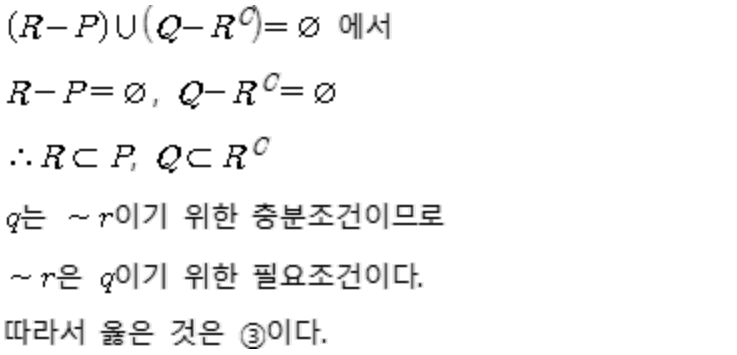 (R−P)∪(Q−R^C)=∅ 에서
R−P=∅, Q−R^C=∅
∴R⊂P, Q⊂R^C
q는 ~r이기 위한 충분조건이므로
~r은 q이기 위한 필요조건이다.
따라서 옳은 것은 ③이다.